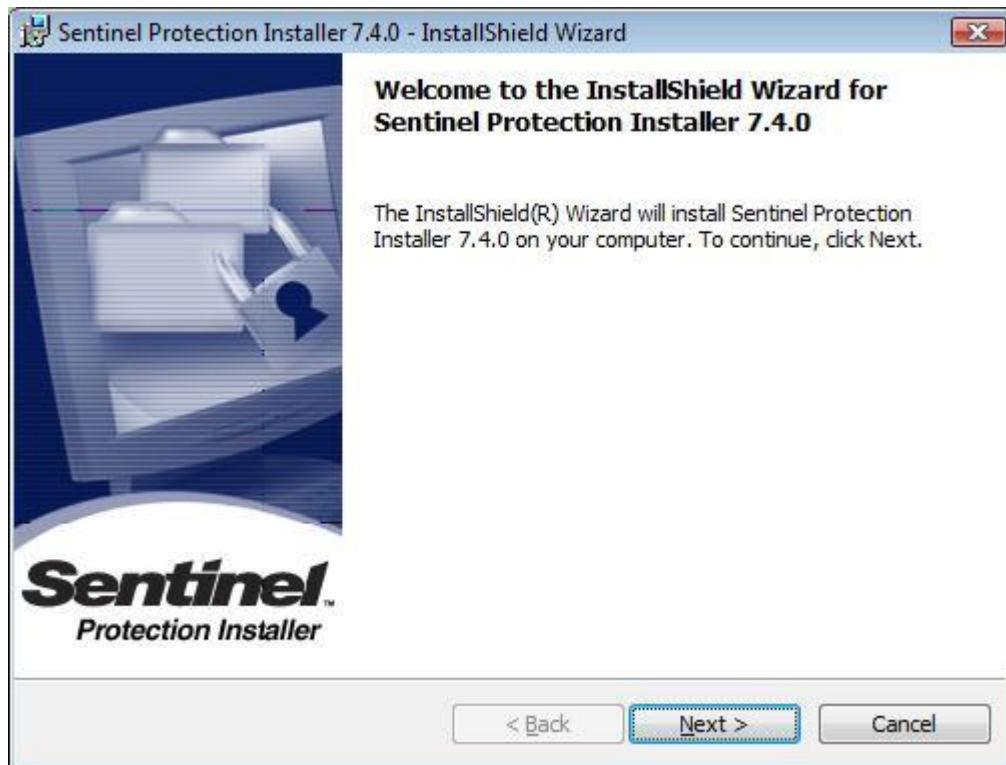 Sentinel Protection Installer 7.4.0 - InstallShield Wizard
Welcome to the InstallShield Wizard for
Sentinel Protection Installer 7.4.0
The InstallShield(R) Wizard will install Sentinel Protection
Installer 7.4.0 on your computer. To continue, click Next.
Sentinel™
Protection Installer
< Back
Next >
Cancel